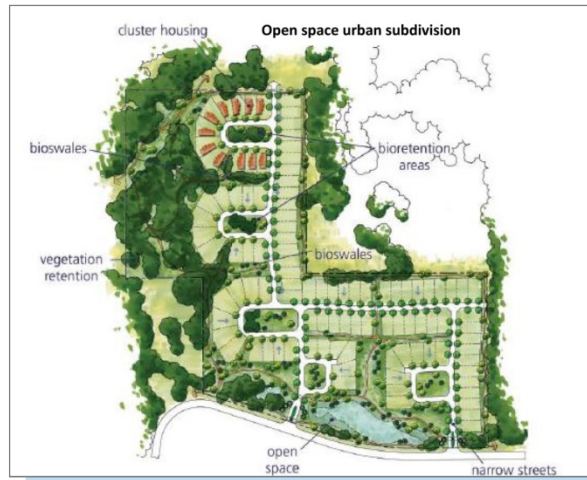 cluster housing
Open space urban subdivision
bioswales
bioretention
areas
vegetation
retention
bioswales
open
space
narrow streets